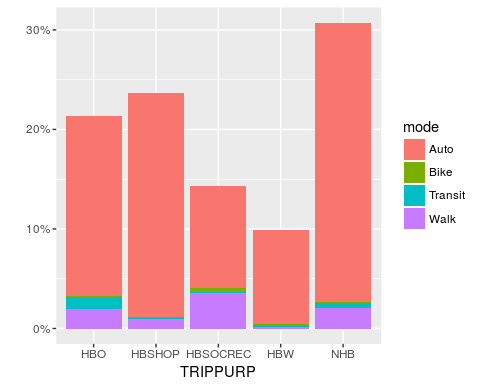 30%
20%
10%
0%
HBO HBSHOP HBSOCREC HBW NHB
TRIPPURP
mode
Auto
Bike
Transit
Walk